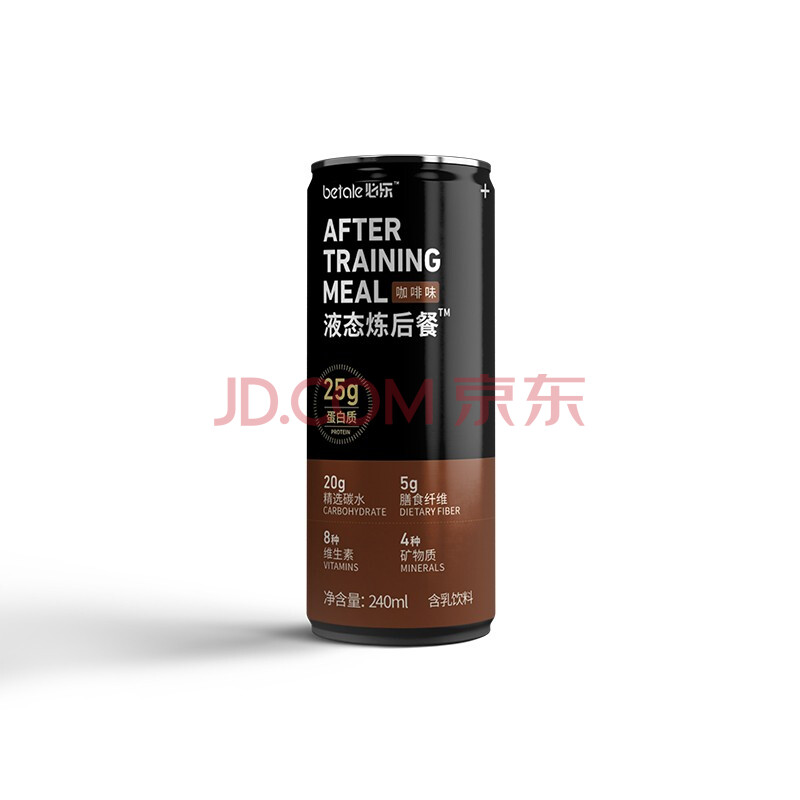 betale 必乐™
+
AFTER
TRAINING
MEAL 咖啡味
液态炼后餐™
25g
蛋白质
PROTEIN
JD.COM 京东
20g
精选碳水
CARBOHYDRATE
5g
膳食纤维
DIETARY FIBER
8种
维生素
VITAMINS
4种
矿物质
MINERALS
净含量: 240ml 含乳饮料